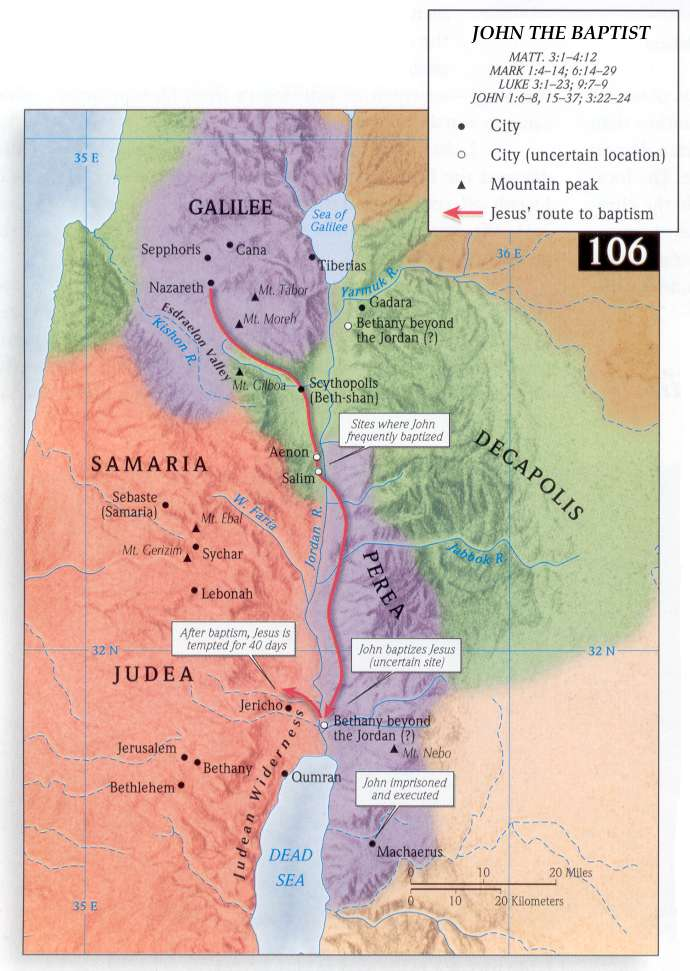 JOHN THE BAPTIST
MATT. 3:1–4:12
MARK 1:4–14; 6:14–29
LUKE 3:1–23; 9:7–9
JOHN 1:6–8, 15–37; 3:22–24
City
City (uncertain location)
Mountain peak
Jesus' route to baptism
106
35 E
36 E
GALILEE
Sea of
Galilee
Sepphoris
Cana
Tiberias
Nazareth
Mt. Tabor
Yarmuk R.
Gadara
Mt. Moreh
Bethany beyond
the Jordan (?)
Esdraelon Valley
Kishon R.
Mt. Gilboa
Scythopolis
(Beth-shan)
Sites where John
frequently baptized
DECAPOLIS
Aenon
Salim
SAMARIA
Sebaste
(Samaria)
W. Faria
Mt. Ebal
Mt. Gerizim
Sychar
Jordan R.
Jabbok R.
PEREA
Lebonah
After baptism, Jesus is
tempted for 40 days
32 N
32 N
John baptizes Jesus
(uncertain site)
JUDEA
Jericho
Bethany beyond
the Jordan (?)
Mt. Nebo
Jerusalem
Bethany
Bethlehem
Judean Widerness
Qumran
John imprisoned
and executed
Machaerus
DEAD
SEA
0 10 20 Miles
0 10 20 Kilometers
35 E